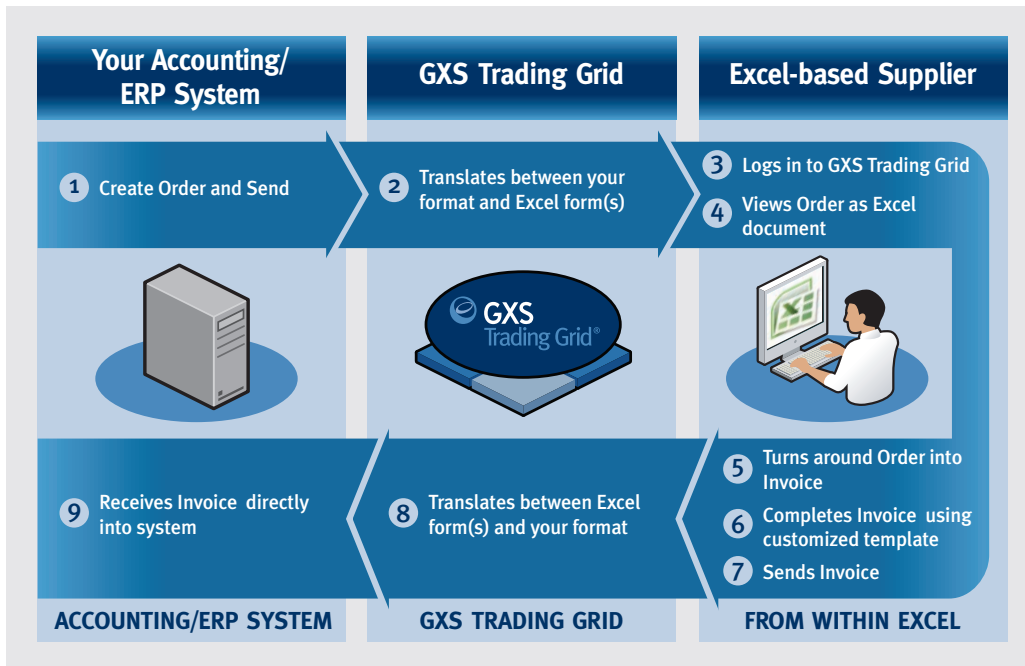 Your Accounting/
ERP System
GXS Trading Grid
Excel-based Supplier
1 Create Order and Send
2 Translates between your
format and Excel form(s)
3 Logs in to GXS Trading Grid
4 Views Order as Excel
document
GXS
Trading Grid®
5 Turns around Order into
Invoice
6 Completes Invoice using
customized template
7 Sends Invoice
8 Translates between Excel
form(s) and your format
9 Receives Invoice directly
into system
ACCOUNTING/ERP SYSTEM
GXS TRADING GRID
FROM WITHIN EXCEL